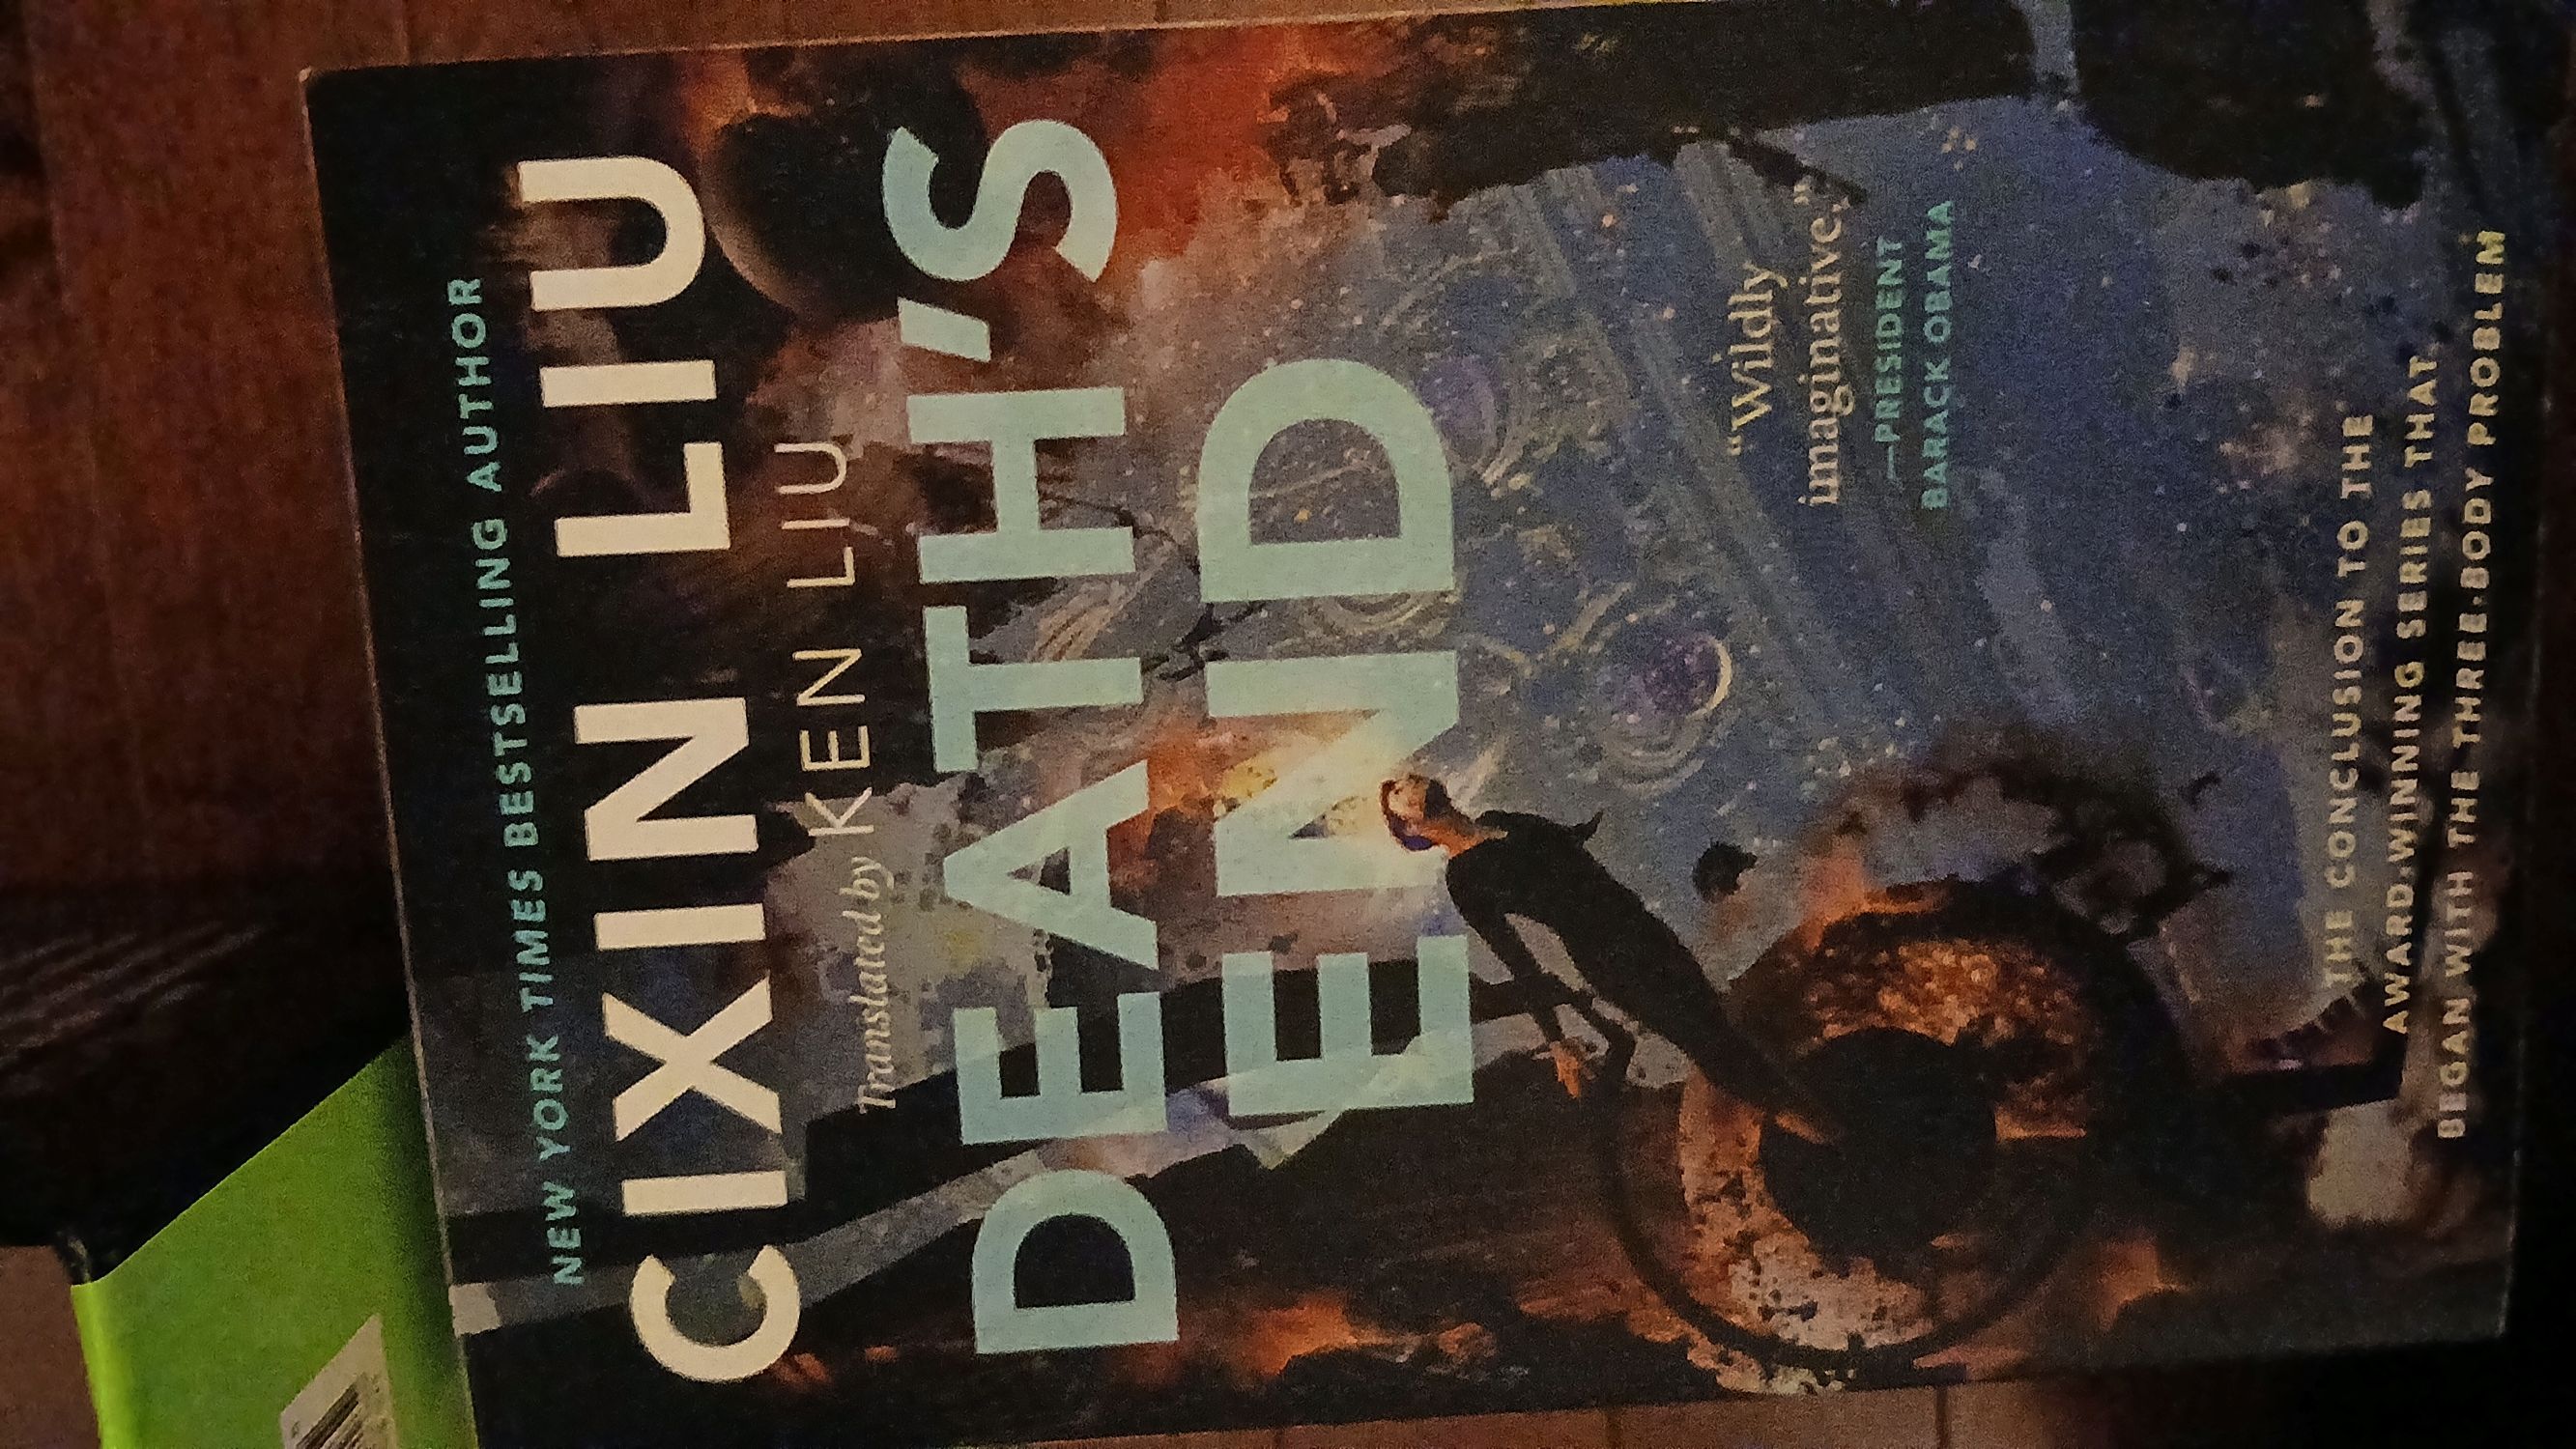 NEW YORK TIMES BESTSELLING AUTHOR
CIXIN LIU
Translated by KEN LIU
DEATH'S
END
“Wildly
imaginative.”
—PRESIDENT
BARACK OBAMA
THE CONCLUSION TO THE
AWARD-WINNING SERIES THAT
BEGAN WITH THE THREE-BODY PROBLEM